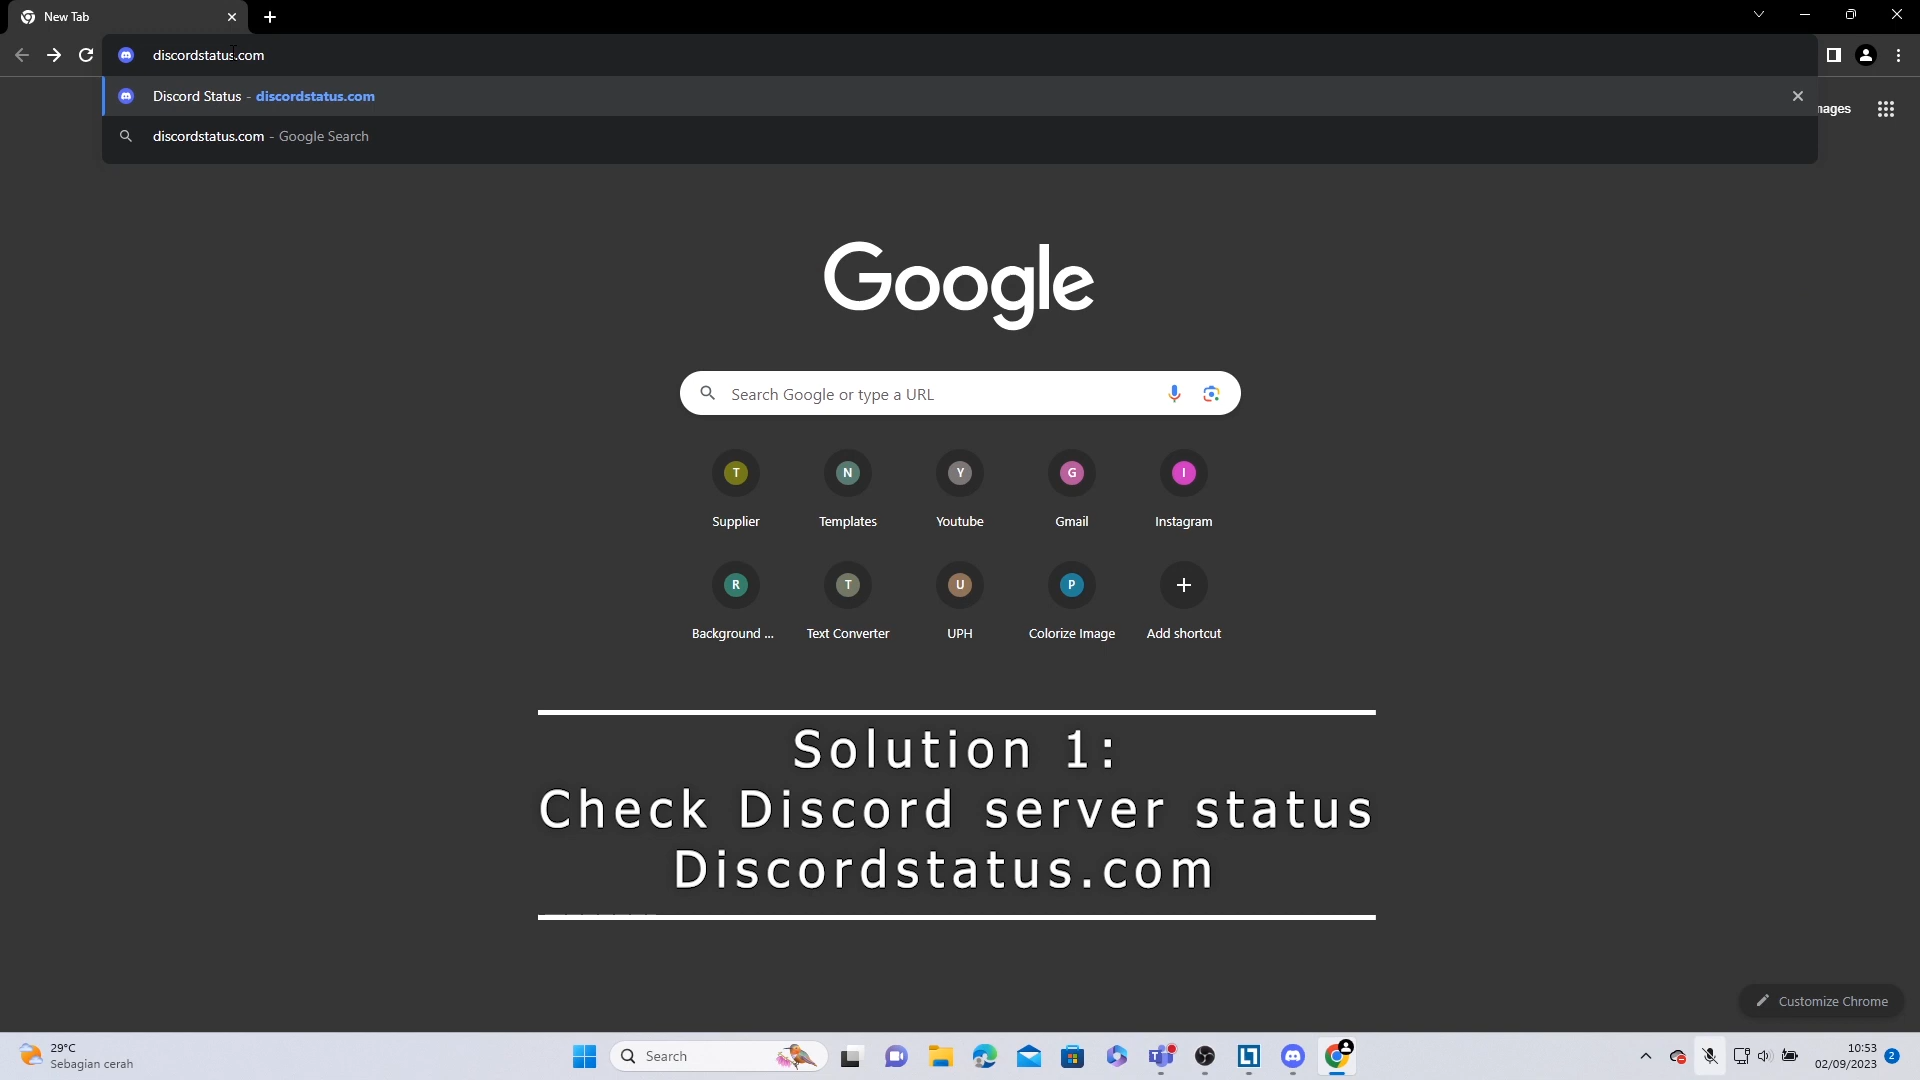 New Tab
discordstatus.com
Discord Status - discordstatus.com
discordstatus.com - Google Search
mages
Google
Search Google or type a URL
T N Y G I
Supplier Templates Youtube Gmail Instagram
R T U P
Background ... Text Converter UPH Colorize Image Add shortcut
Solution 1:
Check Discord server status
Discordstatus.com
Customize Chrome
29°C
Sebagian cerah
Search
10:53
02/09/2023
2